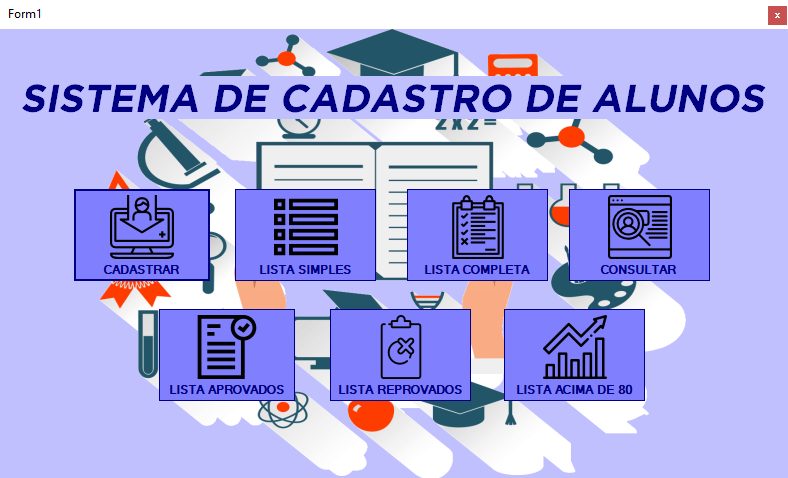 Form1
x
SISTEMA DE CADASTRO DE ALUNOS
CADASTRAR
LISTA SIMPLES
LISTA COMPLETA
CONSULTAR
LISTA APROVADOS
LISTA REPROVADOS
LISTA ACIMA DE 80